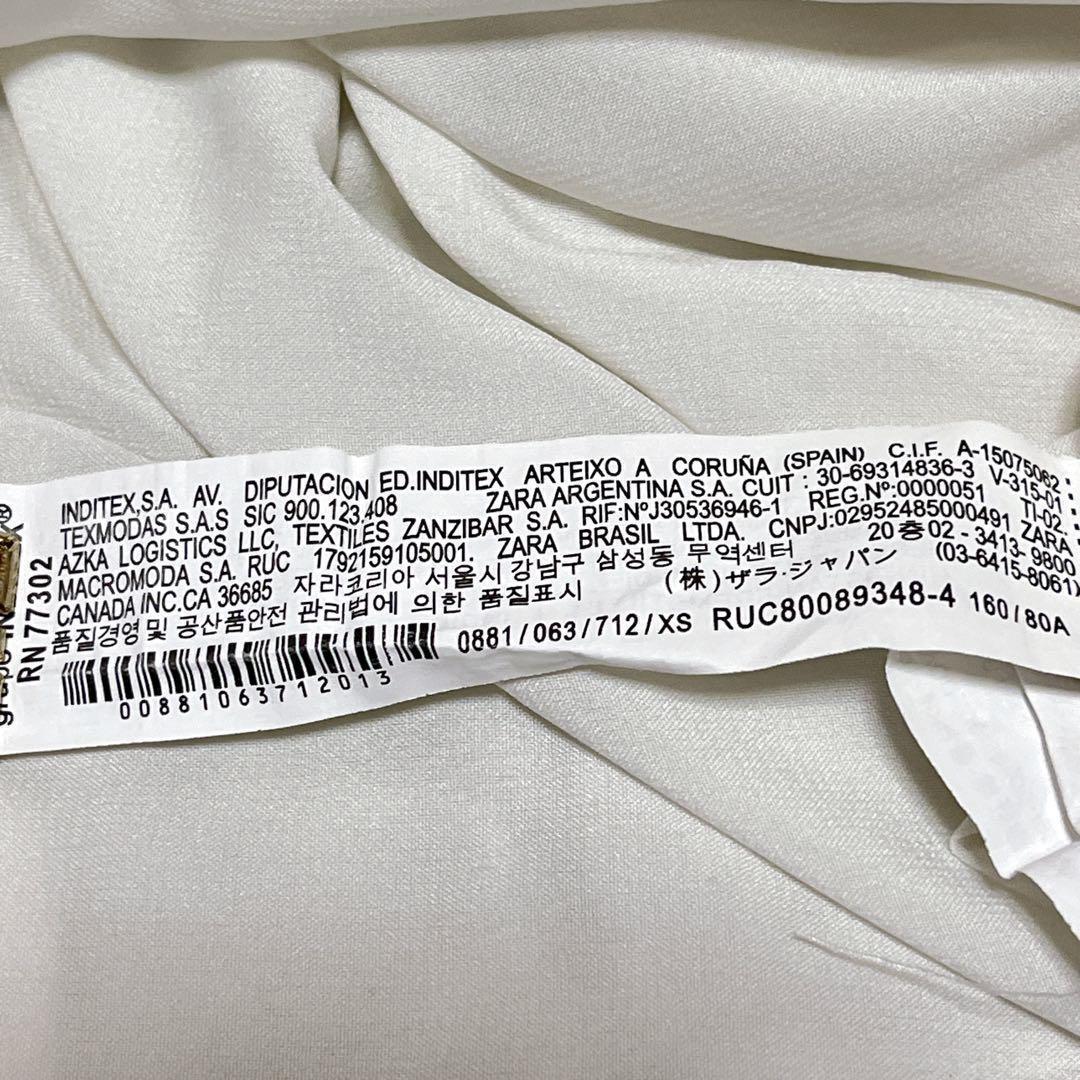 RN 77302
INDITEX,S.A. AV. DIPUTACION ED.INDITEX ARTEIXO A CORUÑA (SPAIN) C.I.F. A-15075062 :
TEXMODAS S.A.S SIC 900.123.408 ZARA ARGENTINA S.A. CUIT : 30-69314836-3 V-315-01 :
AZKA LOGISTICS LLC, TEXTILES ZANZIBAR S.A. RIF:NºJ30536946-1 REG.Nº:0000051 TI-02 .
MACROMODA S.A. RUC 1792159105001. ZARA BRASIL LTDA. CNPJ:02952485000491 ZARA
CANADA INC.CA 36685 자라코리아 서울시 강남구 삼성동 무역센터 20층02-3413-9800
품질경영및 공산품안전 관리법에 의한 품질표시 (株)ザラ·ジャパン (03-6415-8061)
0881/063/712/XS RUC80089348-4 160/80A
00881063712013